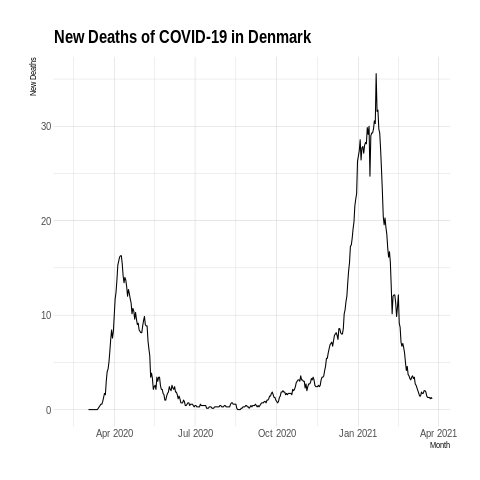 New Deaths of COVID-19 in Denmark
New Deaths
30
20
10
0
Apr 2020
Jul 2020
Oct 2020
Jan 2021
Apr 2021
Month